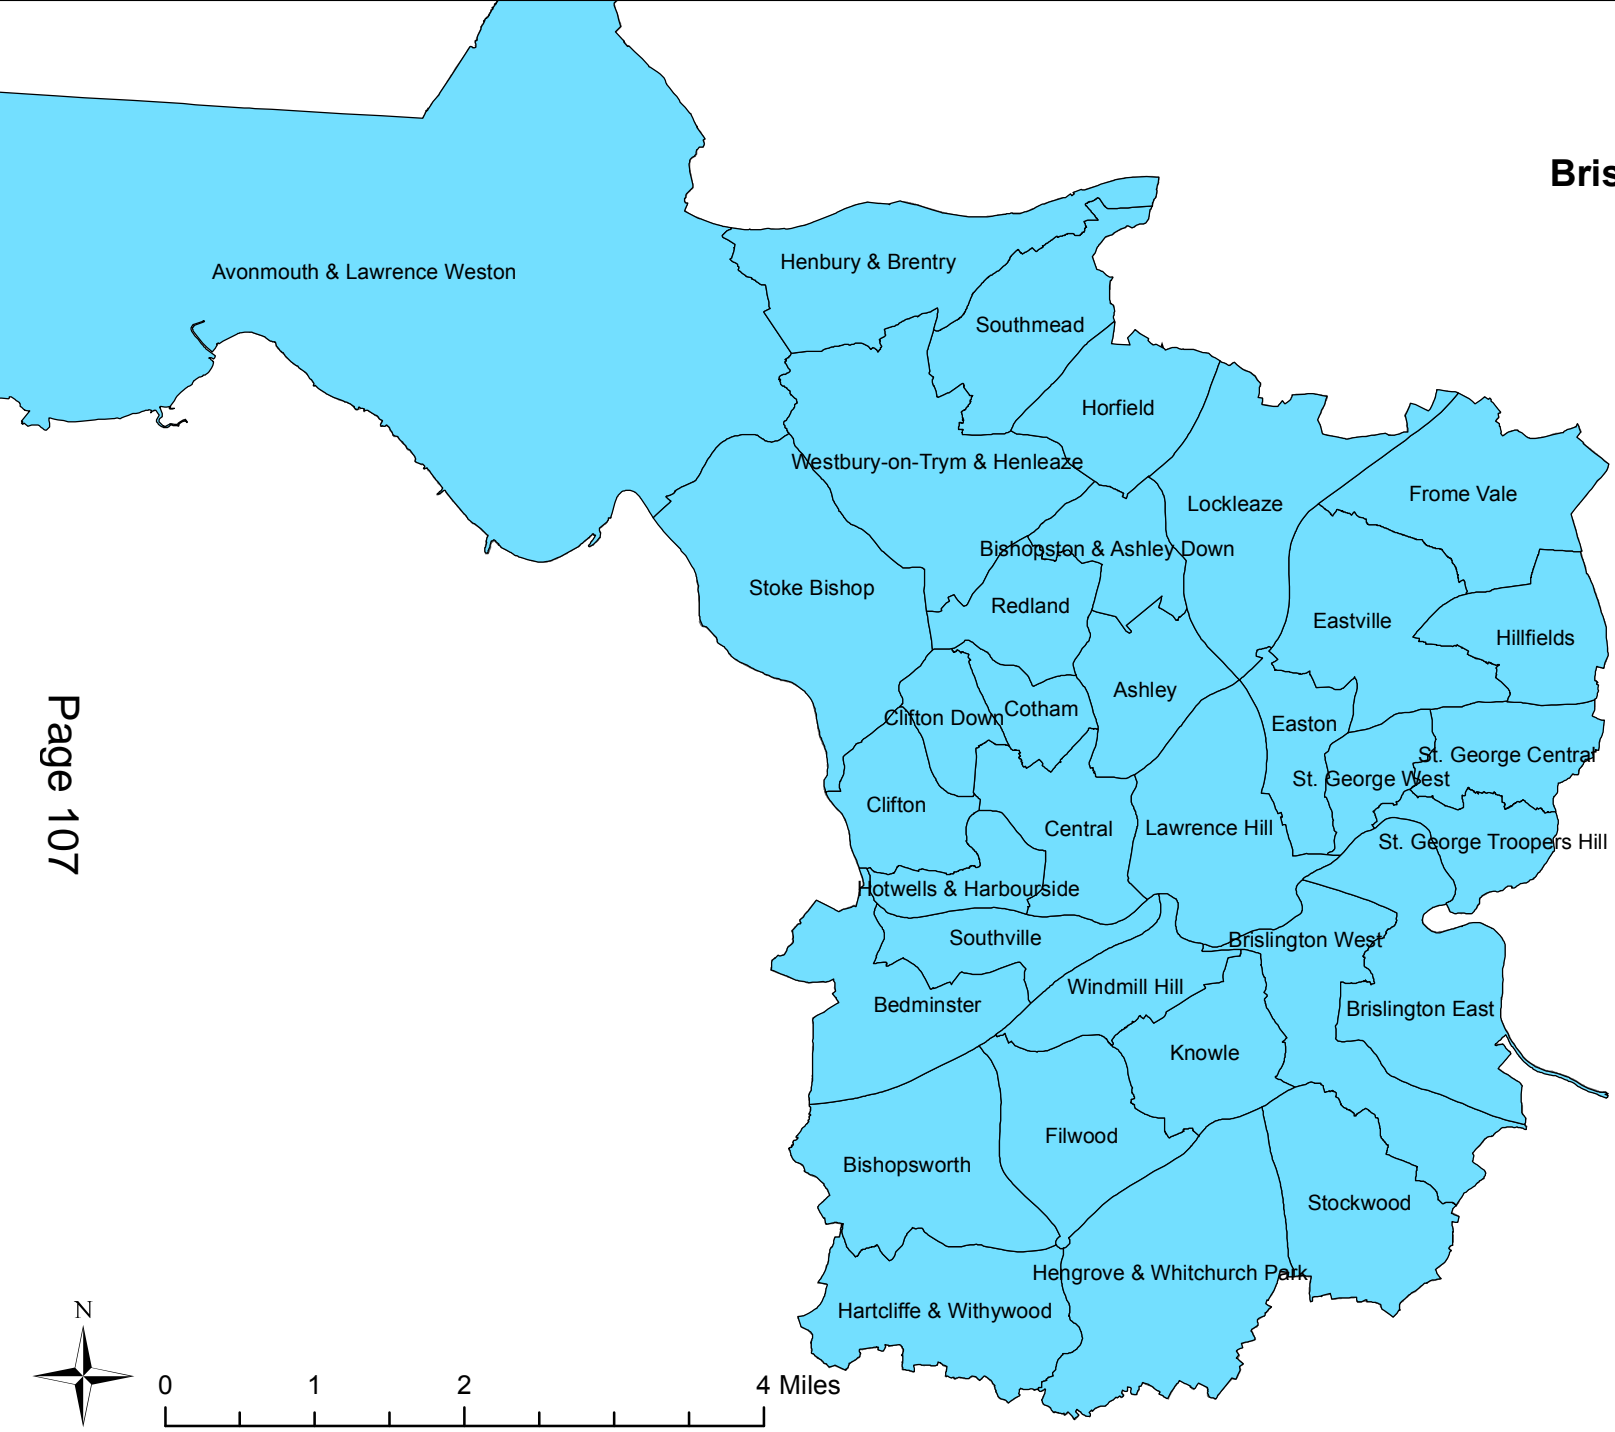 Bris
Henbury & Brentry
Avonmouth & Lawrence Weston
Southmead
Horfield
Westbury-on-Trym & Henleaze
Frome Vale
Lockleaze
Bishopston & Ashley Down
Stoke Bishop
Redland
Eastville
Hillfields
Ashley
Cotham
Clifton Down
Easton
St. George Central
St. George West
Clifton
Central
Lawrence Hill
St. George Troopers Hill
Hotwells & Harbourside
Southville
Brislington West
Windmill Hill
Bedminster
Brislington East
Knowle
Filwood
Bishopsworth
Stockwood
Hengrove & Whitchurch Park
Hartcliffe & Withywood
Page 107
N
0 1 2 4 Miles